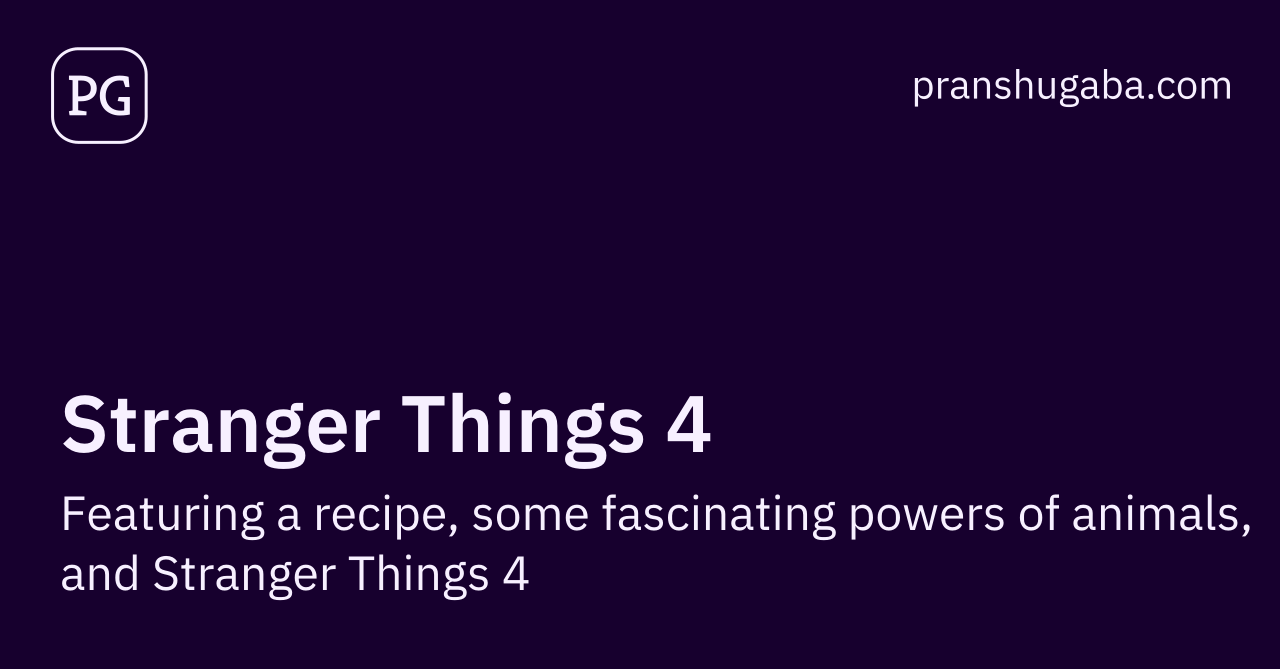 PG
pranshugaba.com
Stranger Things 4
Featuring a recipe, some fascinating powers of animals,
and Stranger Things 4